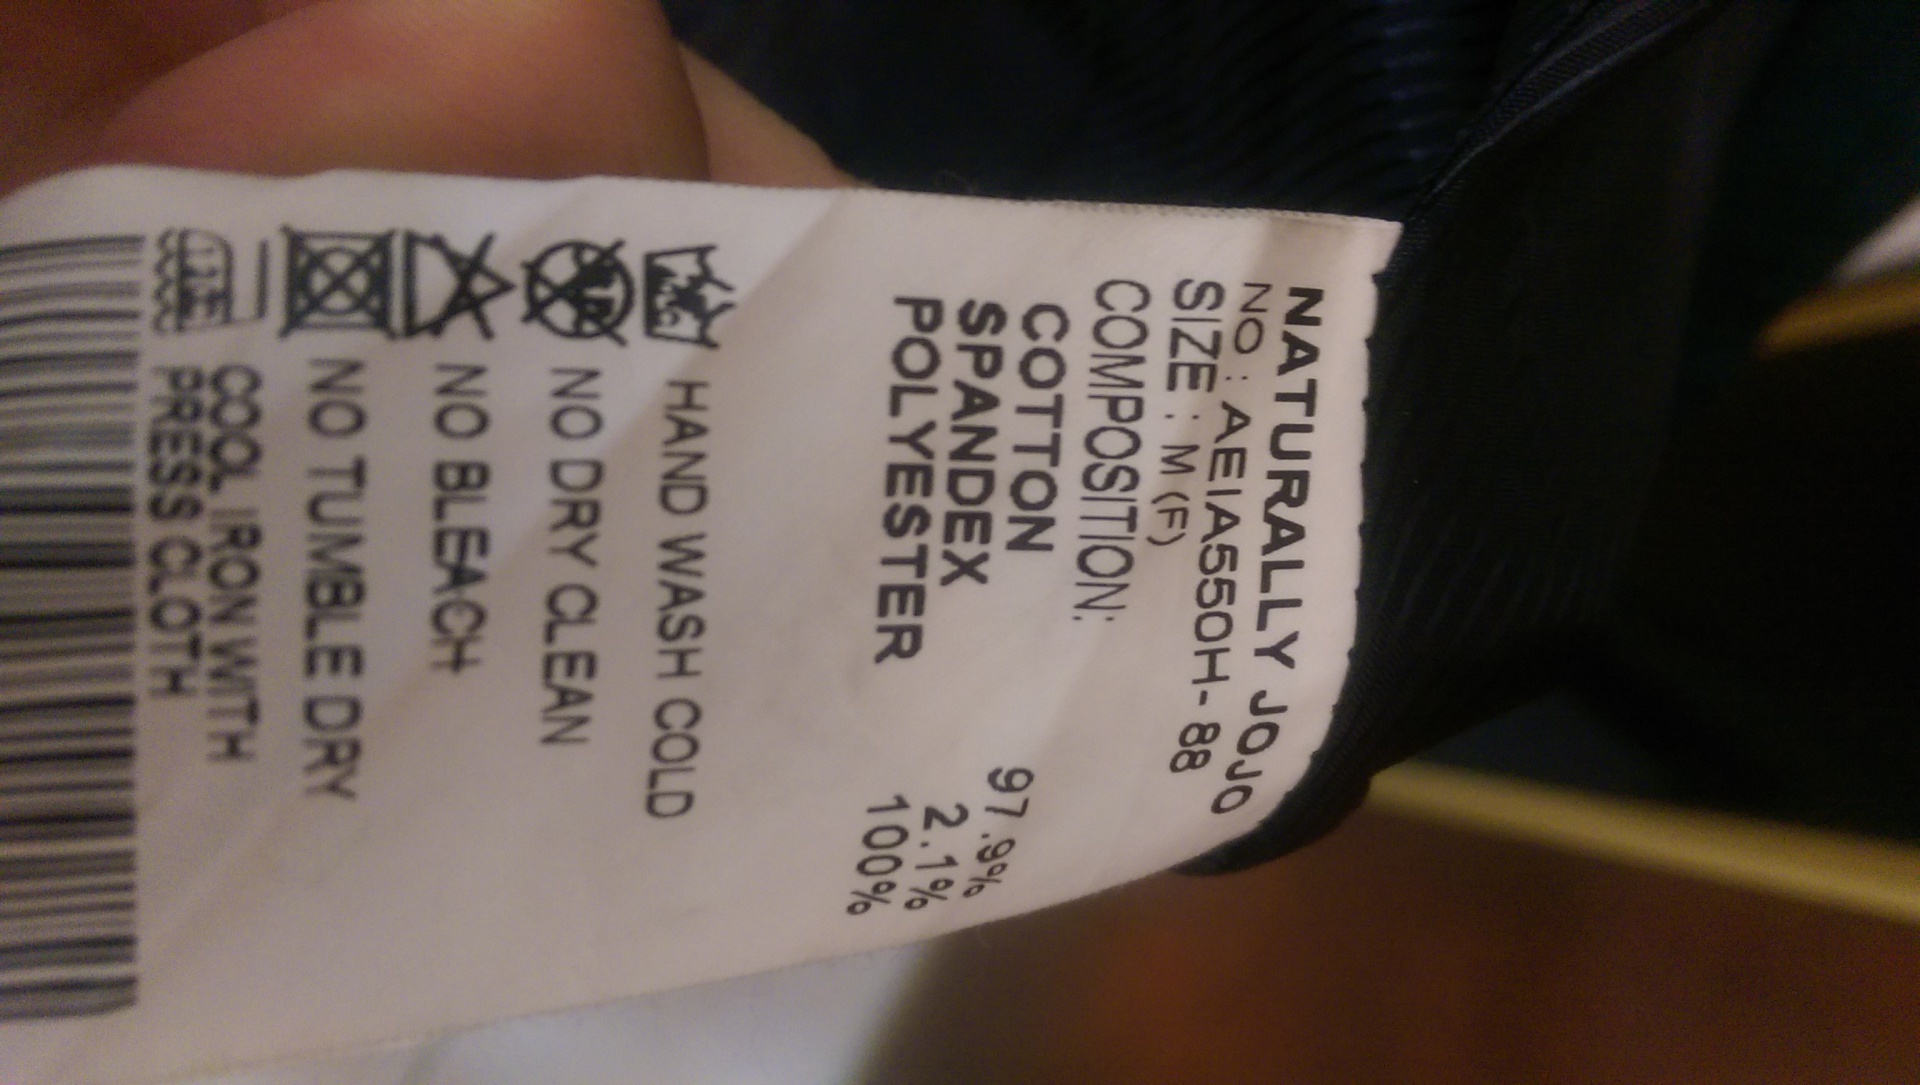 NATURALLY JOJO
NO : AEIA550H- 88
SIZE : M (F)
COMPOSITION:
COTTON 97.9%
SPANDEX 2.1%
POLYESTER 100%
HAND WASH COLD
NO DRY CLEAN
NO BLEACH
NO TUMBLE DRY
COOL IRON WITH
PRESS CLOTH